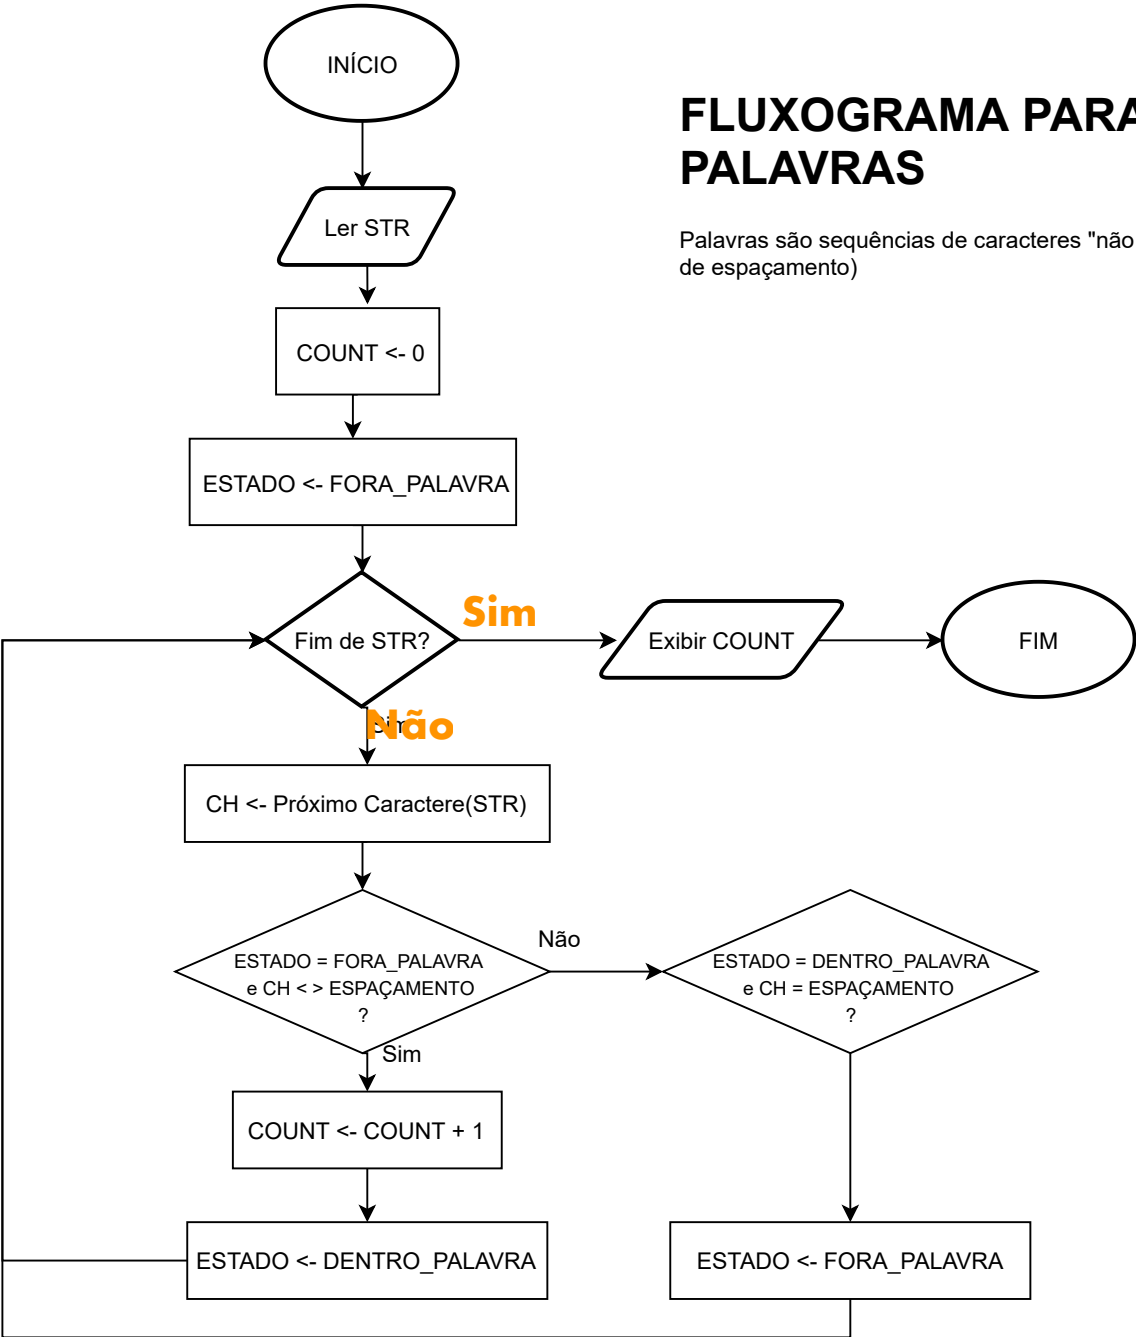 INÍCIO
FLUXOGRAMA PARA
PALAVRAS
Ler STR
Palavras são sequências de caracteres "não
de espaçamento)
COUNT <- 0
ESTADO <- FORA_PALAVRA
Fim de STR?
Sim
Exibir COUNT
FIM
Sim
Não
CH <- Próximo Caractere(STR)
ESTADO = FORA_PALAVRA
e CH < > ESPAÇAMENTO
?
Não
ESTADO = DENTRO_PALAVRA
e CH = ESPAÇAMENTO
?
Sim
COUNT <- COUNT + 1
ESTADO <- DENTRO_PALAVRA
ESTADO <- FORA_PALAVRA